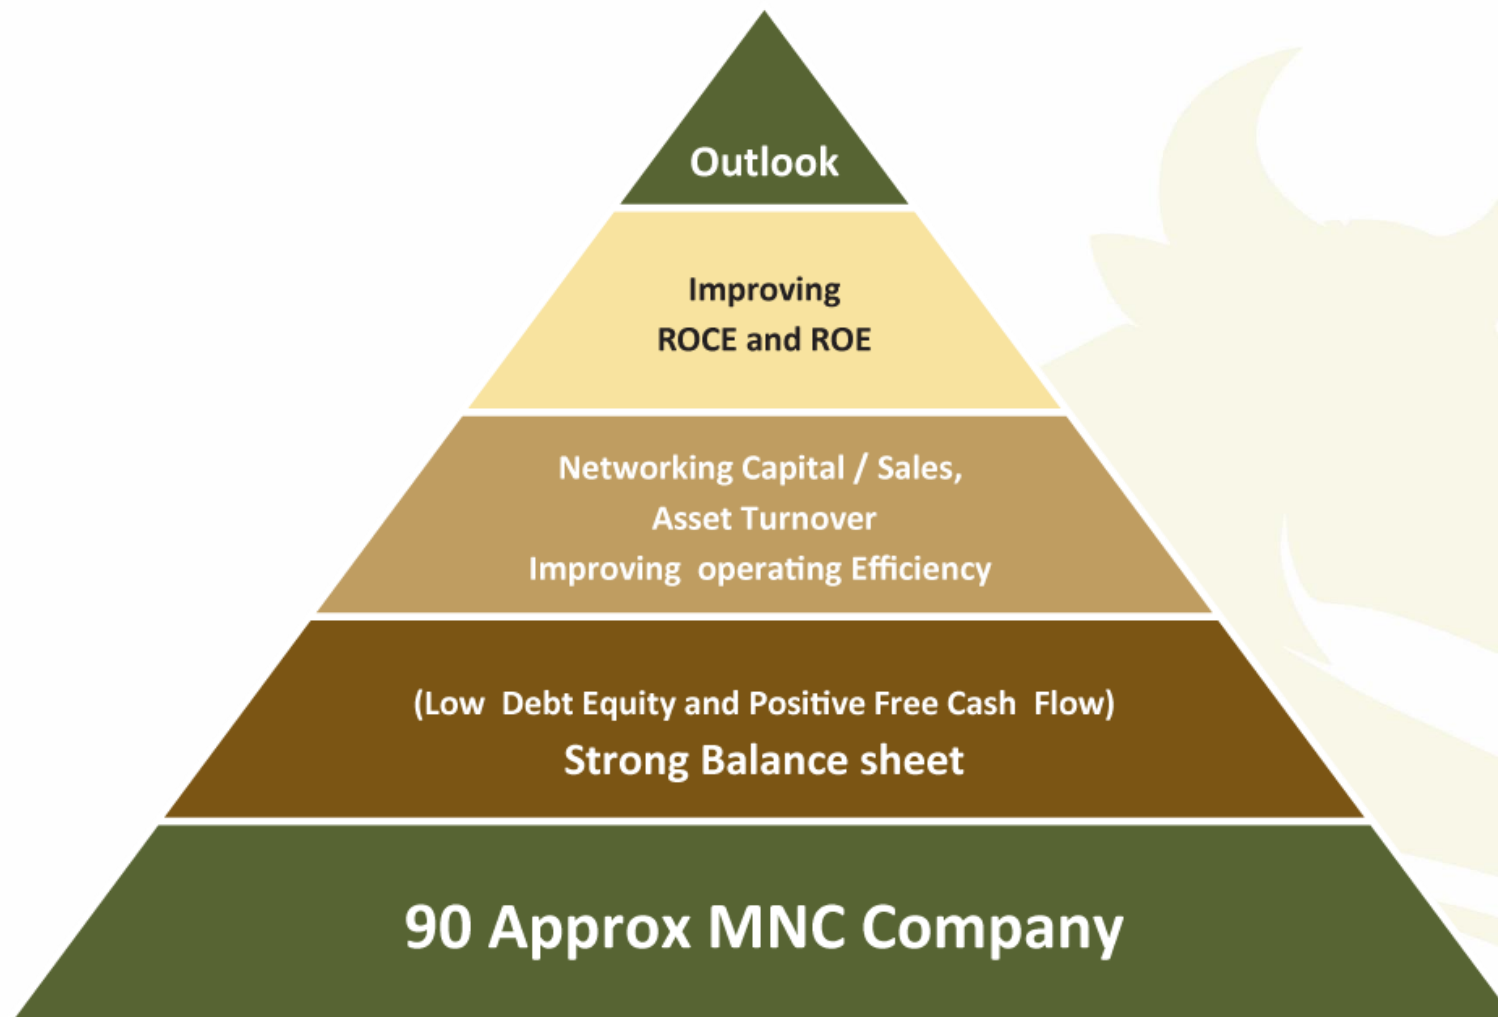 Outlook
Improving
ROCE and ROE
Networking Capital / Sales,
Asset Turnover
Improving operating Efficiency
(Low Debt Equity and Positive Free Cash Flow)
Strong Balance sheet
90 Approx MNC Company